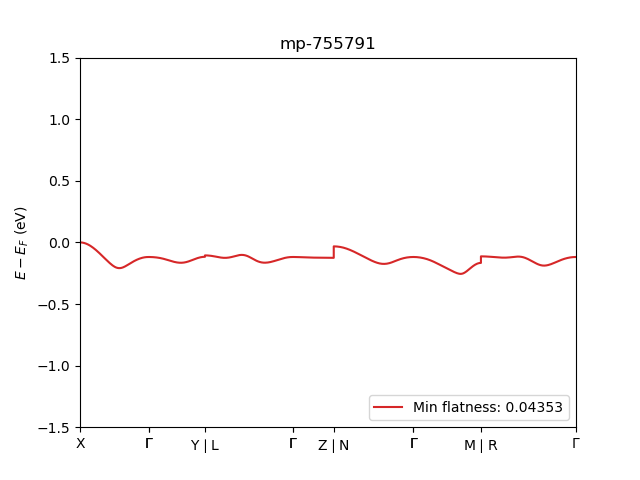 mp-755791
1.5
1.0
0.5
0.0
−0.5
−1.0
−1.5
E − E_F (eV)
X Γ Y | L Γ Z | N Γ M | R Γ
Min flatness: 0.04353